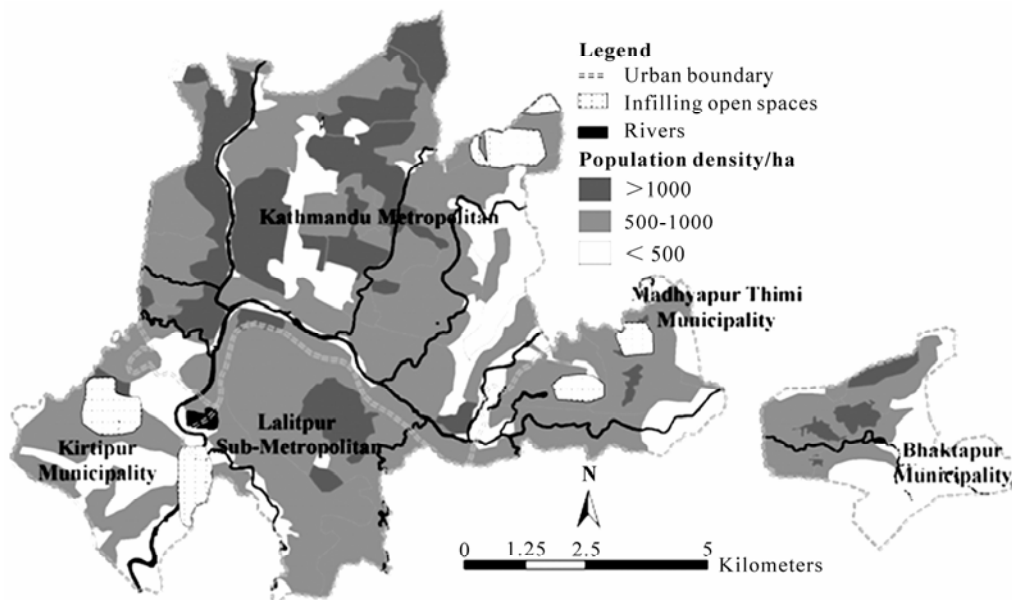 Legend
Urban boundary
Infilling open spaces
Rivers
Population density/ha
>1000
500-1000
< 500
Kathmandu Metropolitan
Madhyapur Thimi
Municipality
Lalitpur
Sub-Metropolitan
Kirtipur
Municipality
Bhaktapur
Municipality
N
0 1.25 2.5 5
Kilometers